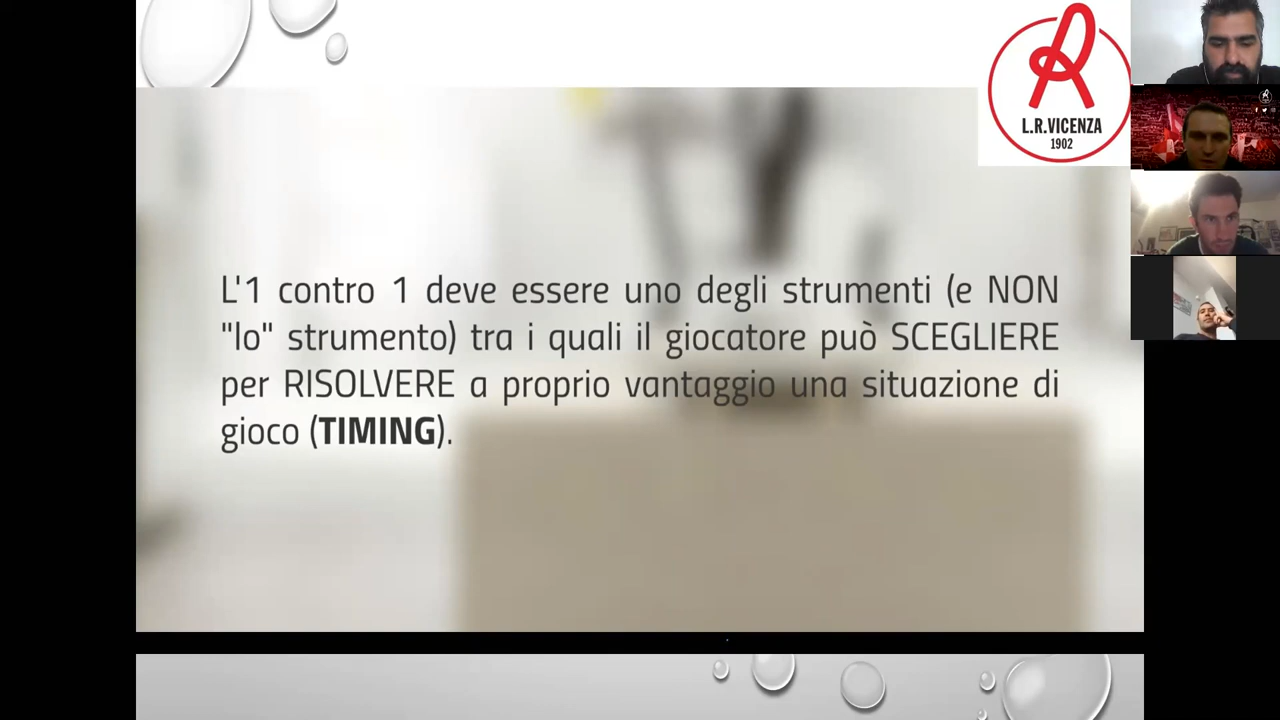 L.R.VICENZA
1902
L'1 contro 1 deve essere uno degli strumenti (e NON
"lo" strumento) tra i quali il giocatore può SCEGLIERE
per RISOLVERE a proprio vantaggio una situazione di
gioco (TIMING).